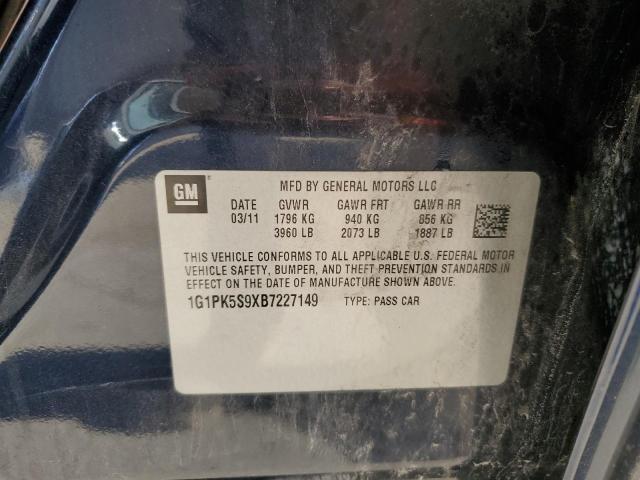 GM
MFD BY GENERAL MOTORS LLC
DATE GVWR GAWR FRT GAWR RR
03/11 1796 KG 940 KG 856 KG
3960 LB 2073 LB 1887 LB
THIS VEHICLE CONFORMS TO ALL APPLICABLE U.S. FEDERAL MOTOR
VEHICLE SAFETY, BUMPER, AND THEFT PREVENTION STANDARDS IN
EFFECT ON THE DATE OF MANUFACTURE SHOWN ABOVE.
1G1PK5S9XB7227149 TYPE: PASS CAR